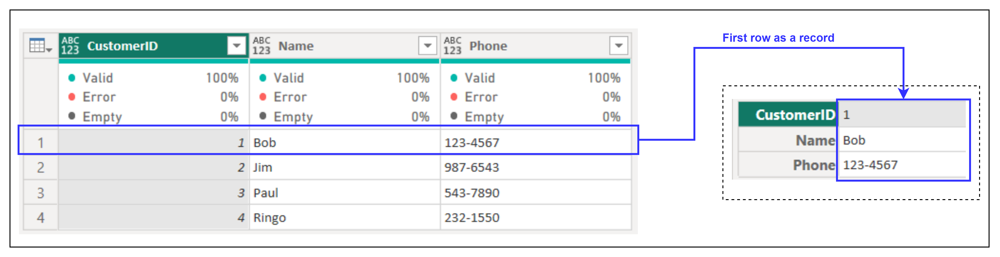 First row as a record
ABC 123 CustomerID ABC 123 Name ABC 123 Phone
Valid 100% Valid 100% Valid 100%
Error 0% Error 0% Error 0%
Empty 0% Empty 0% Empty 0%
1 1 Bob 123-4567
2 2 Jim 987-6543
3 3 Paul 543-7890
4 4 Ringo 232-1550
CustomerID 1
Name Bob
Phone 123-4567